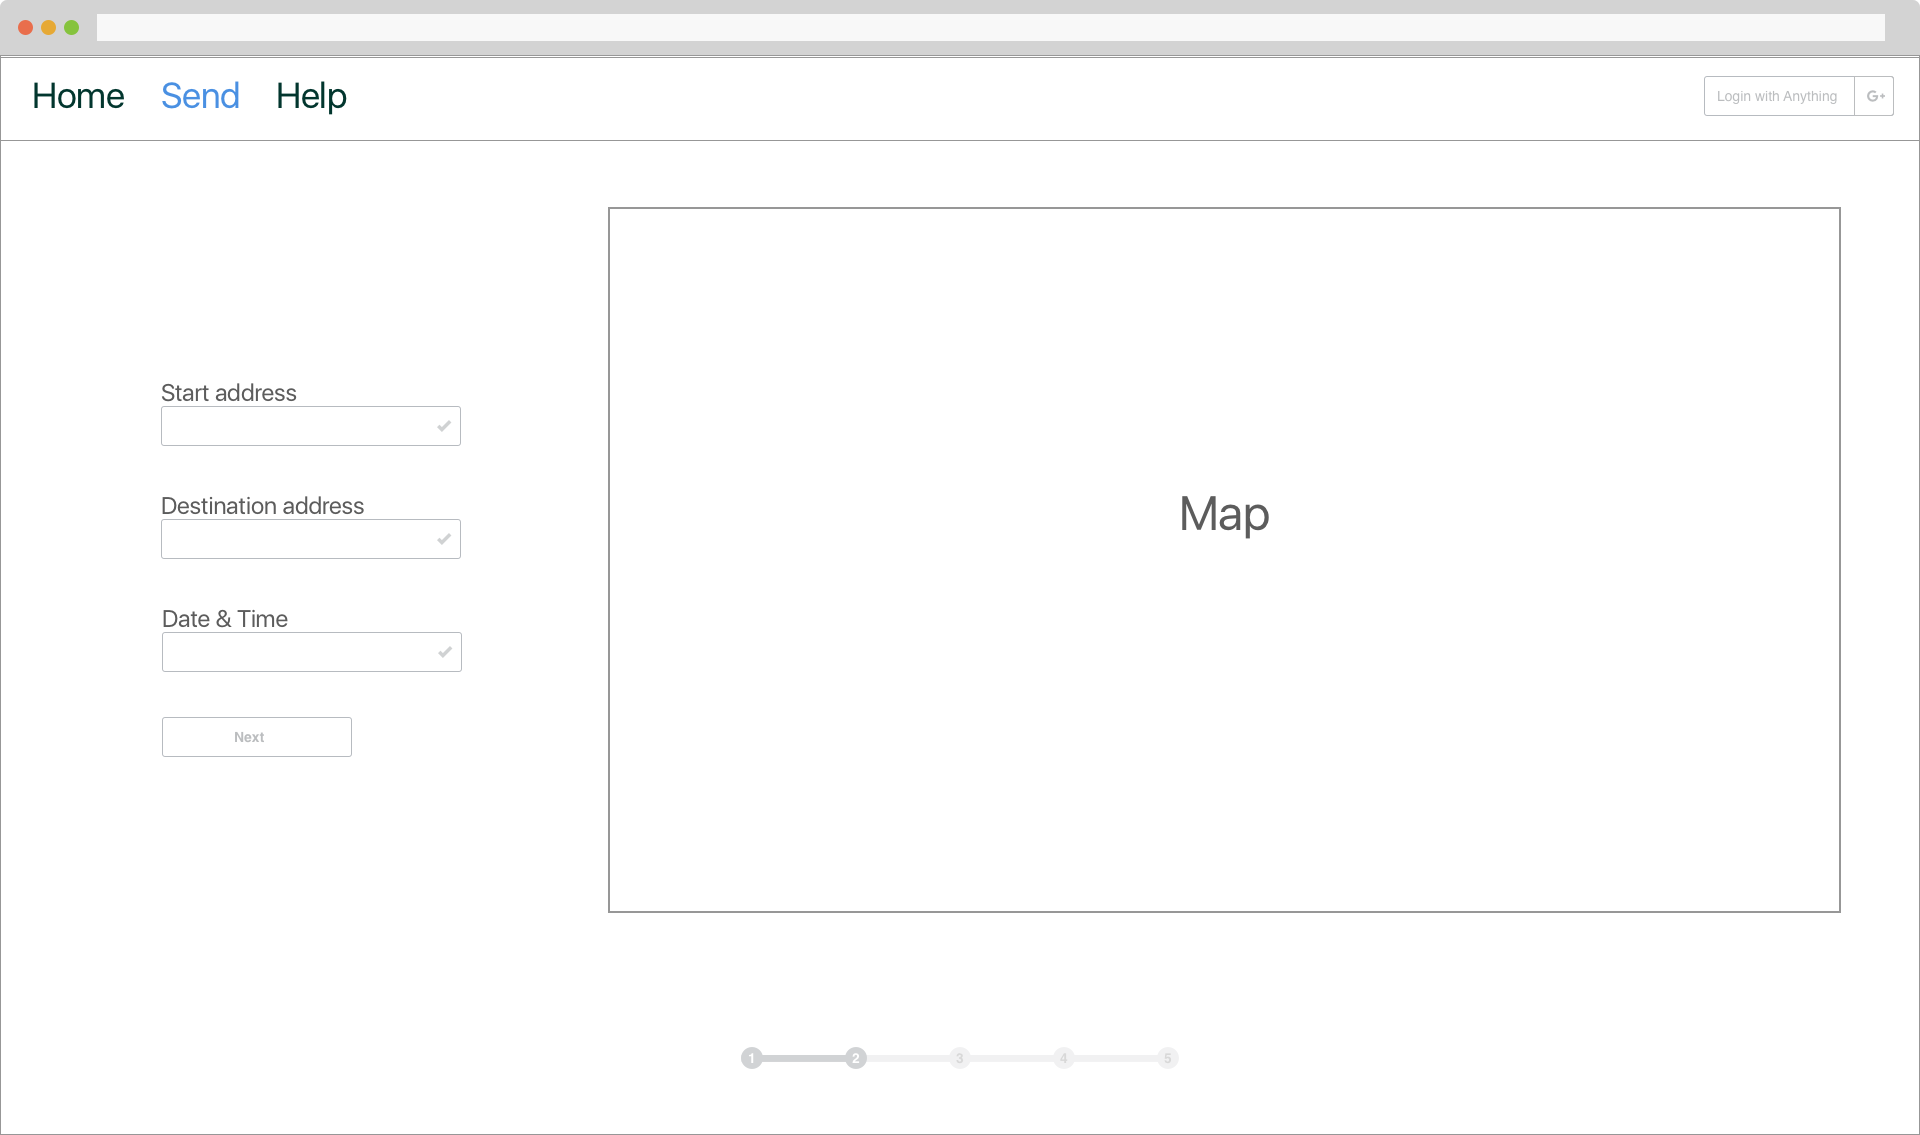 Home Send Help
Login with Anything G+
Start address
Destination address
Date & Time
Next
Map
1 2 3 4 5